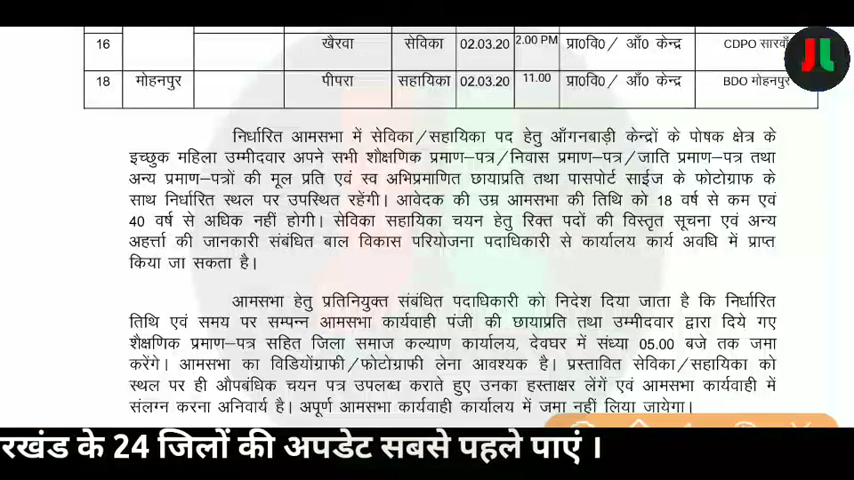 16 खैरवा सेविका 02.03.20 2.00 PM प्रा0वि0/ आँ0 केन्द्र CDPO सारवाँ
18 मोहनपुर पीपरा सहायिका 02.03.20 11.00 प्रा0वि0/ आँ0 केन्द्र BDO मोहनपुर
निर्धारित आमसभा में सेविका/सहायिका पद हेतु आँगनबाड़ी केन्द्रों के पोषक क्षेत्र के
इच्छुक महिला उम्मीदवार अपने सभी शौक्षणिक प्रमाण–पत्र/निवास प्रमाण–पत्र/जाति प्रमाण–पत्र तथा
अन्य प्रमाण–पत्रों की मूल प्रति एवं स्व अभिप्रमाणित छायाप्रति तथा पासपोर्ट साईज के फोटोग्राफ के
साथ निर्धारित स्थल पर उपस्थित रहेंगी। आवेदक की उम्र आमसभा की तिथि को 18 वर्ष से कम एवं
40 वर्ष से अधिक नहीं होगी। सेविका सहायिका चयन हेतु रिक्त पदों की विस्तृत सूचना एवं अन्य
अहर्त्ता की जानकारी संबंधित बाल विकास परियोजना पदाधिकारी से कार्यालय कार्य अवधि में प्राप्त
किया जा सकता है।
आमसभा हेतु प्रतिनियुक्त संबंधित पदाधिकारी को निदेश दिया जाता है कि निर्धारित
तिथि एवं समय पर सम्पन्न आमसभा कार्यवाही पंजी की छायाप्रति तथा उम्मीदवार द्वारा दिये गए
शैक्षणिक प्रमाण–पत्र सहित जिला समाज कल्याण कार्यालय, देवघर में संध्या 05.00 बजे तक जमा
करेंगे। आमसभा का विडियोंग्राफी/फोटोग्राफी लेना आवश्यक है। प्रस्तावित सेविका/सहायिका को
स्थल पर ही औपबंधिक चयन पत्र उपलब्ध कराते हुए उनका हस्ताक्षर लेंगें एवं आमसभा कार्यवाही में
संलग्न करना अनिवार्य है। अपूर्ण आमसभा कार्यवाही कार्यालय में जमा नहीं लिया जायेगा।
रखंड के 24 जिलों की अपडेट सबसे पहले पाएं ।